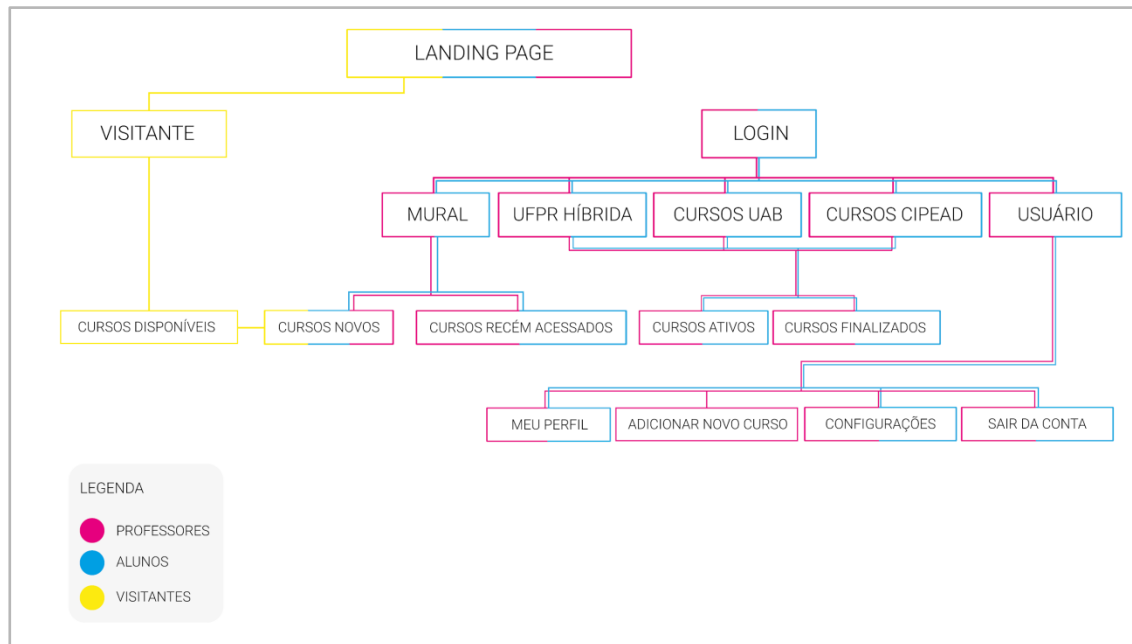 LANDING PAGE
VISITANTE
LOGIN
MURAL
UFPR HÍBRIDA
CURSOS UAB
CURSOS CIPEAD
USUÁRIO
CURSOS DISPONÍVEIS
CURSOS NOVOS
CURSOS RECÉM ACESSADOS
CURSOS ATIVOS
CURSOS FINALIZADOS
MEU PERFIL
ADICIONAR NOVO CURSO
CONFIGURAÇÕES
SAIR DA CONTA
LEGENDA
PROFESSORES
ALUNOS
VISITANTES